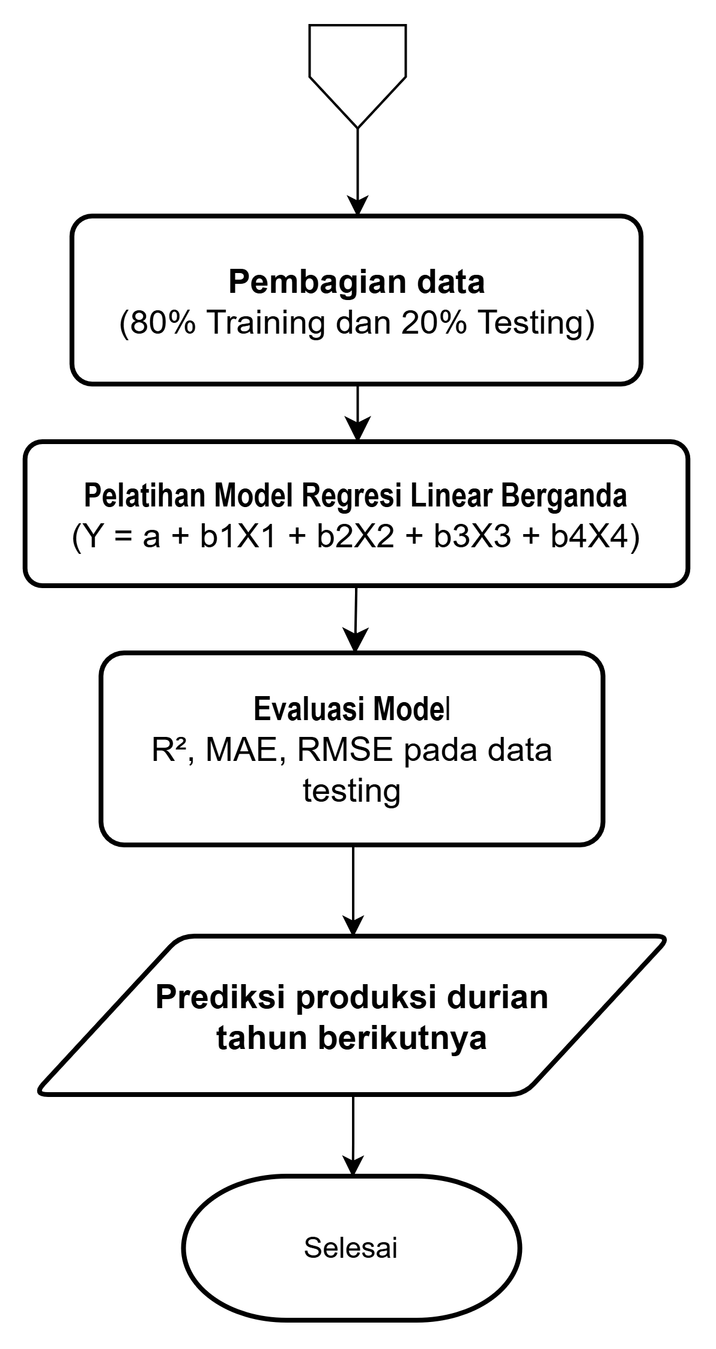 Pembagian data
(80% Training dan 20% Testing)
Pelatihan Model Regresi Linear Berganda
(Y = a + b1X1 + b2X2 + b3X3 + b4X4)
Evaluasi Model
R², MAE, RMSE pada data
testing
Prediksi produksi durian
tahun berikutnya
Selesai